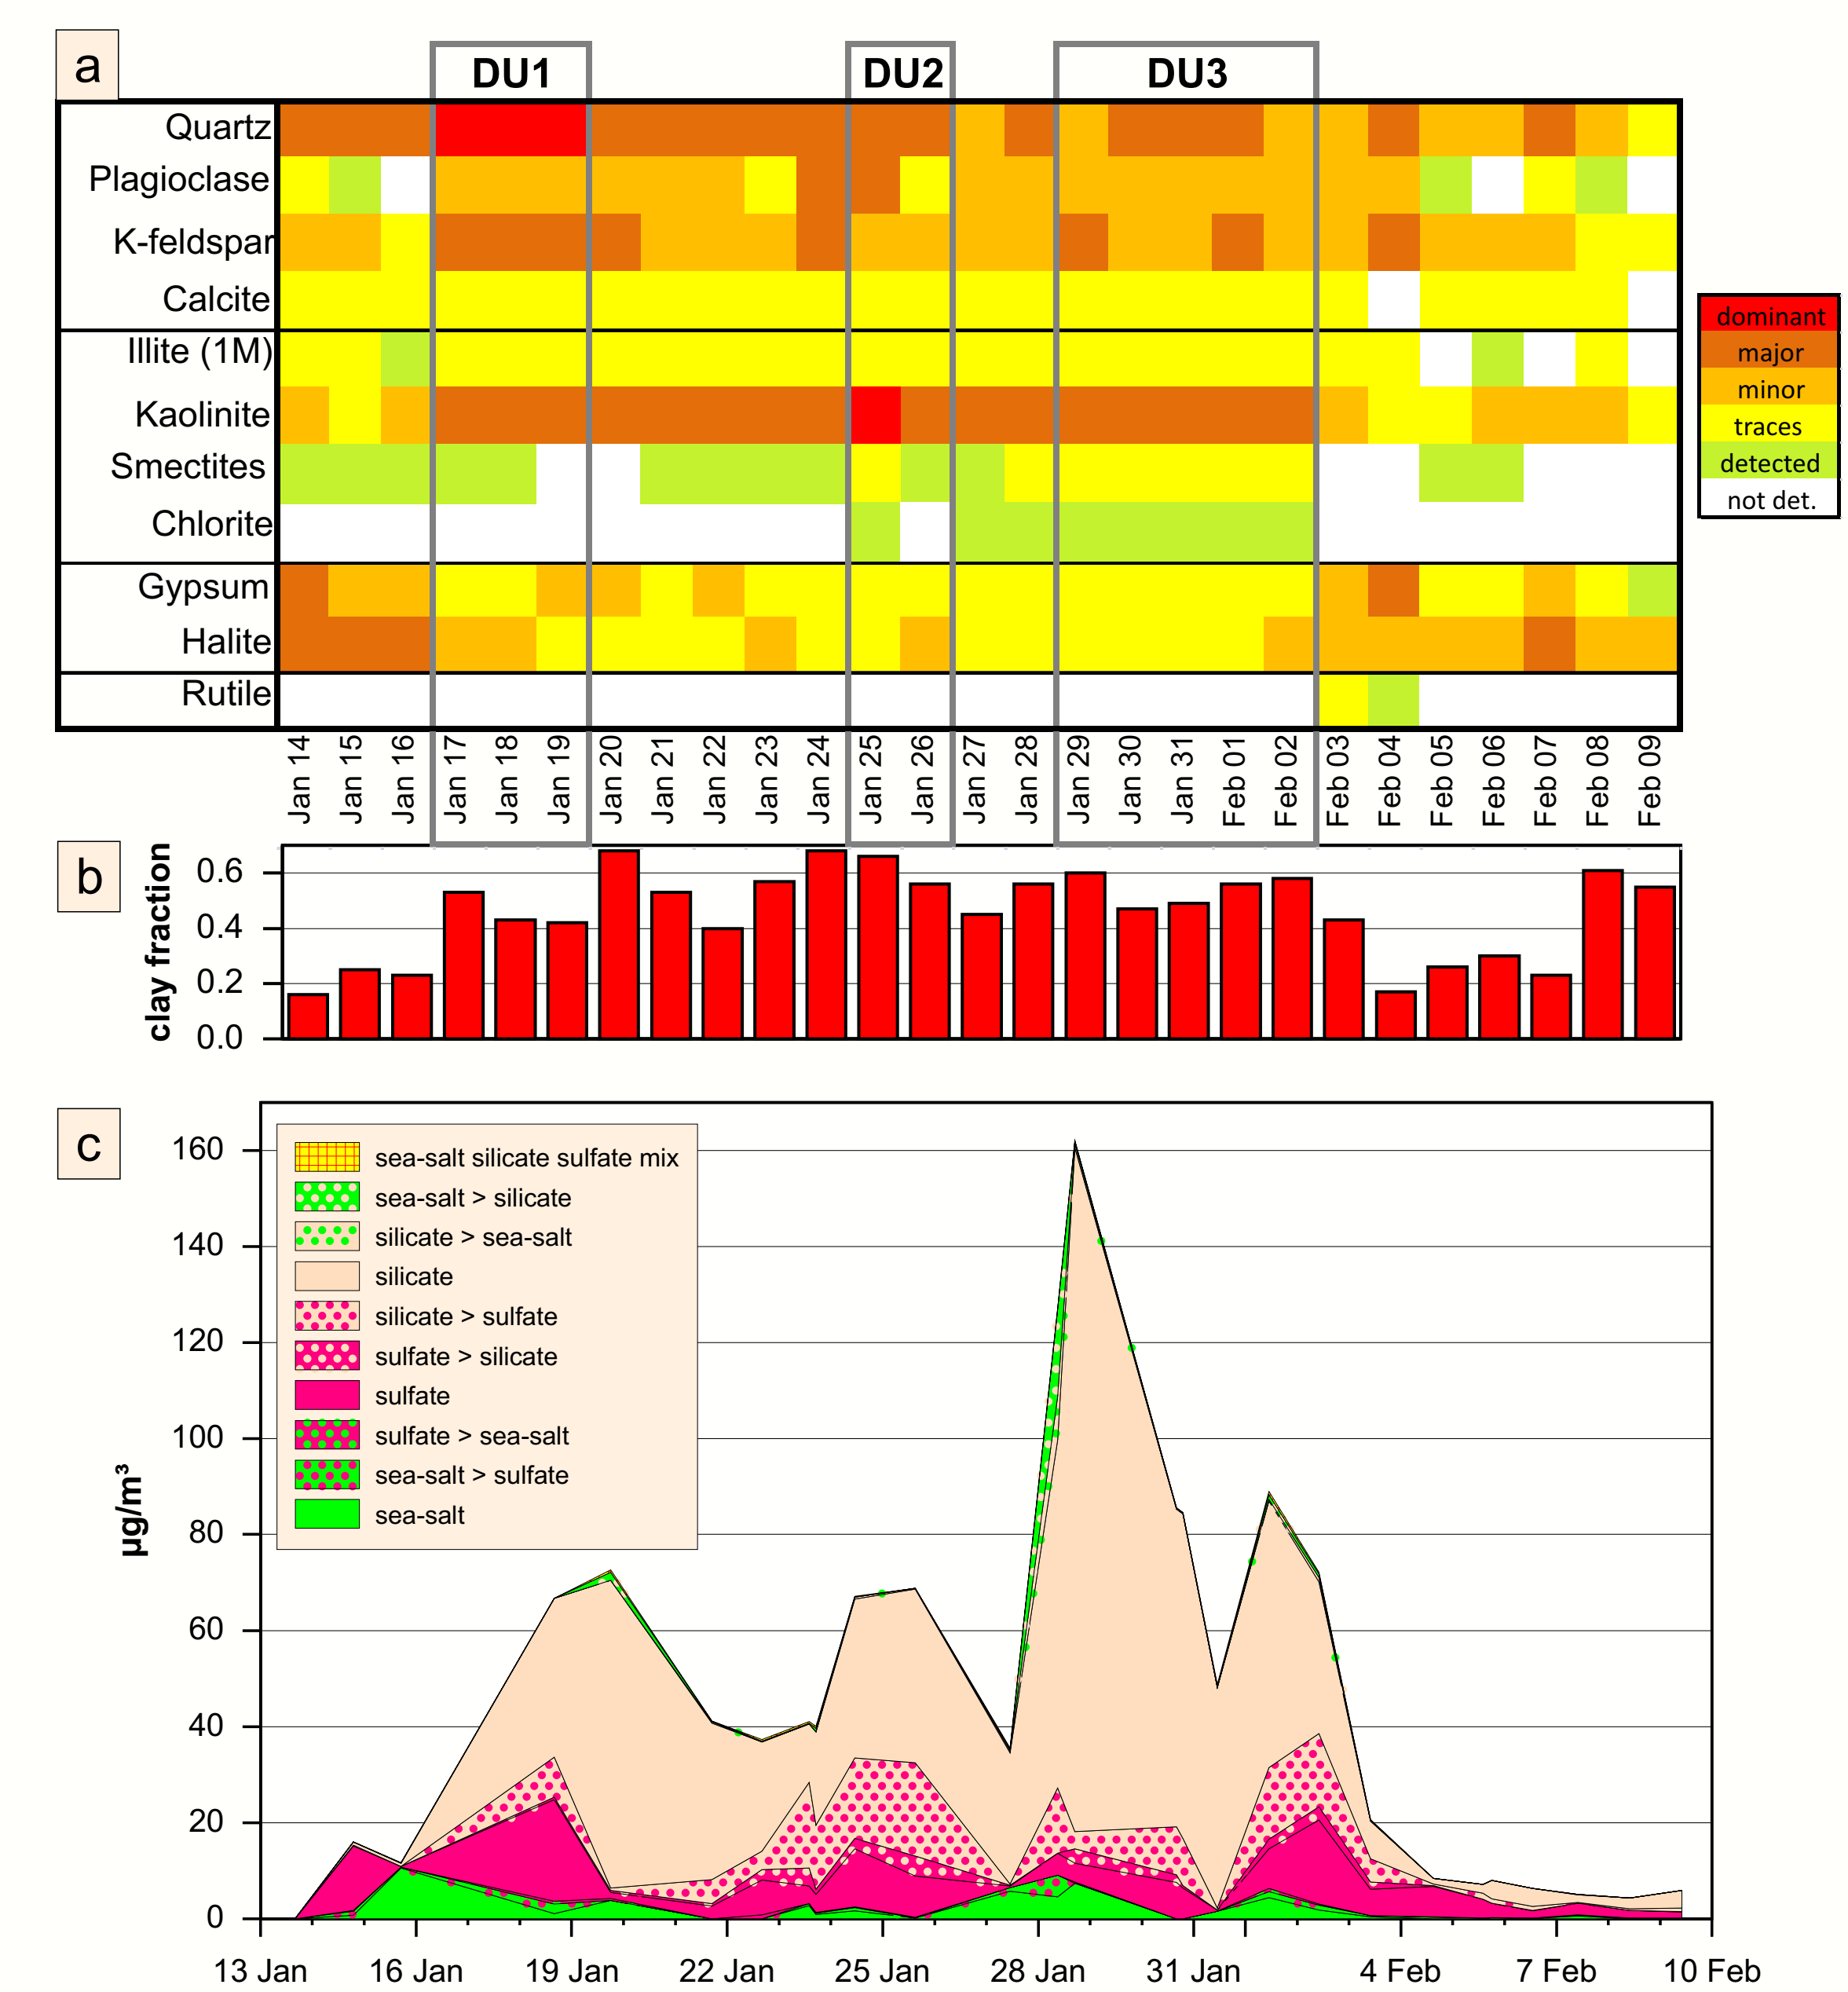 a
DU1 DU2 DU3
Quartz
Plagioclase
K-feldspar
Calcite
Illite (1M)
Kaolinite
Smectites
Chlorite
Gypsum
Halite
Rutile
dominant
major
minor
traces
detected
not det.
Jan 14 Jan 15 Jan 16 Jan 17 Jan 18 Jan 19 Jan 20 Jan 21 Jan 22 Jan 23 Jan 24 Jan 25 Jan 26 Jan 27 Jan 28 Jan 29 Jan 30 Jan 31 Feb 01 Feb 02 Feb 03 Feb 04 Feb 05 Feb 06 Feb 07 Feb 08 Feb 09
b
clay fraction
0.6
0.4
0.2
0.0
c
µg/m³
160
140
120
100
80
60
40
20
0
sea-salt silicate sulfate mix
sea-salt > silicate
silicate > sea-salt
silicate
silicate > sulfate
sulfate > silicate
sulfate
sulfate > sea-salt
sea-salt > sulfate
sea-salt
13 Jan 16 Jan 19 Jan 22 Jan 25 Jan 28 Jan 31 Jan 4 Feb 7 Feb 10 Feb